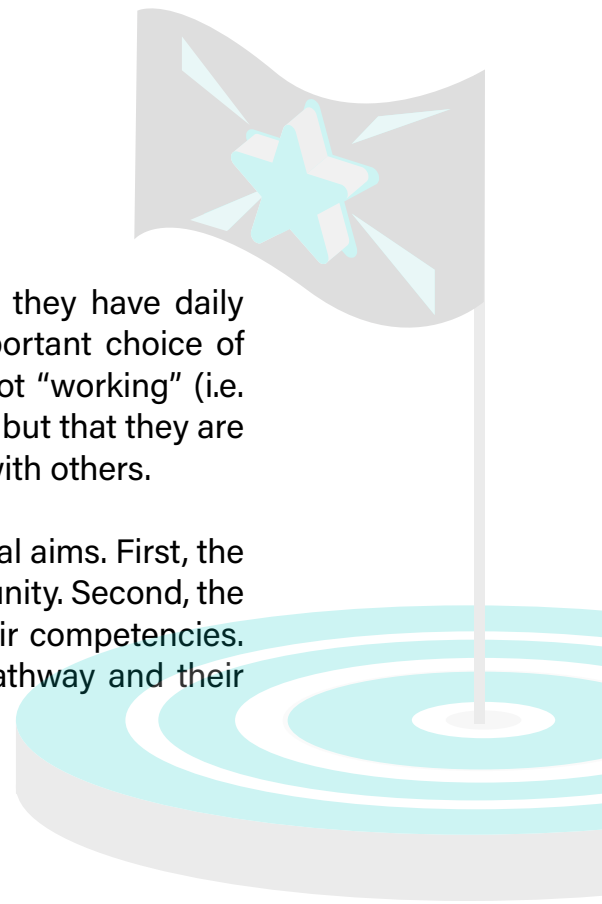 they have daily
portant choice of
ot “working” (i.e.
but that they are
with others.
al aims. First, the
unity. Second, the
ir competencies.
athway and their